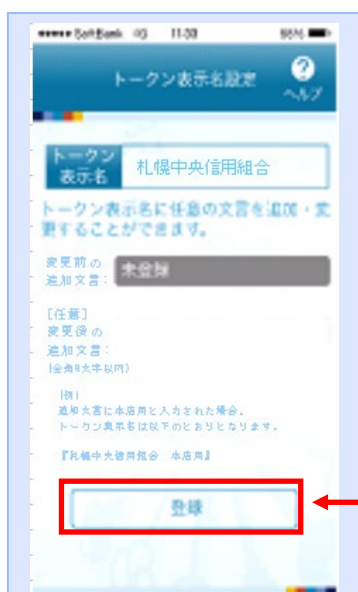 SoftBank 4G 11:33
トークン表示名設定
?
ヘルプ
トークン
表示名
札幌中央信用組合
トークン表示名に任意の文言を追加・変
更することができます。
変更前の
追加文言:
未登録
[任意]
変更後の
追加文言:
(全角8文字以内)
[例]
追加文言に本店用と入力された場合、
トークン表示名は以下のとおりとなります。
『札幌中央信用組合 本店用』
登録